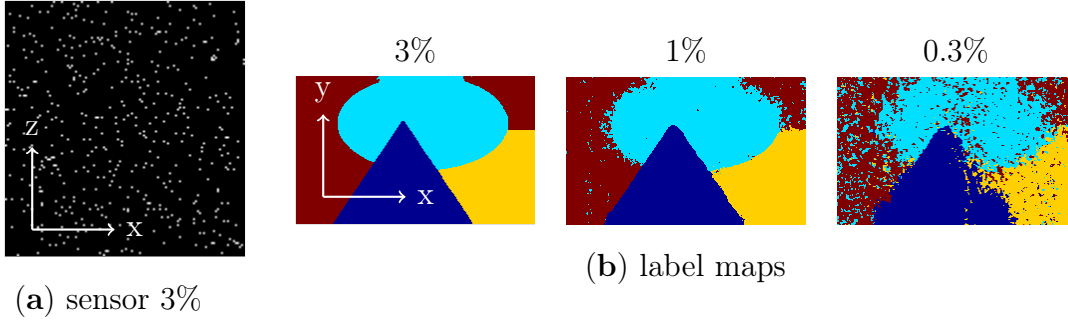 3%
1%
0.3%
z
x
y
x
(a) sensor 3%
(b) label maps